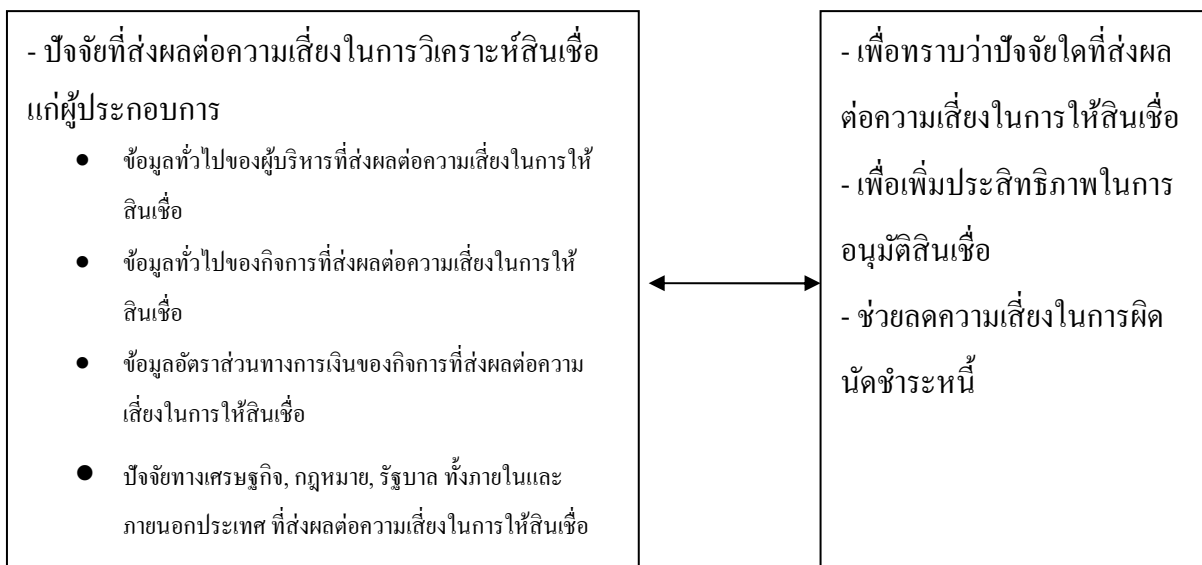 - ปัจจัยที่ส่งผลต่อความเสี่ยงในการวิเคราะห์สินเชื่อ
แก่ผู้ประกอบการ
● ข้อมูลทั่วไปของผู้บริหารที่ส่งผลต่อความเสี่ยงในการให้
สินเชื่อ
● ข้อมูลทั่วไปของกิจการที่ส่งผลต่อความเสี่ยงในการให้
สินเชื่อ
● ข้อมูลอัตราส่วนทางการเงินของกิจการที่ส่งผลต่อความ
เสี่ยงในการให้สินเชื่อ
● ปัจจัยทางเศรษฐกิจ, กฎหมาย, รัฐบาล ทั้งภายในและ
ภายนอกประเทศ ที่ส่งผลต่อความเสี่ยงในการให้สินเชื่อ
- เพื่อทราบว่าปัจจัยใดที่ส่งผล
ต่อความเสี่ยงในการให้สินเชื่อ
- เพื่อเพิ่มประสิทธิภาพในการ
อนุมัติสินเชื่อ
- ช่วยลดความเสี่ยงในการผิด
นัดชำระหนี้